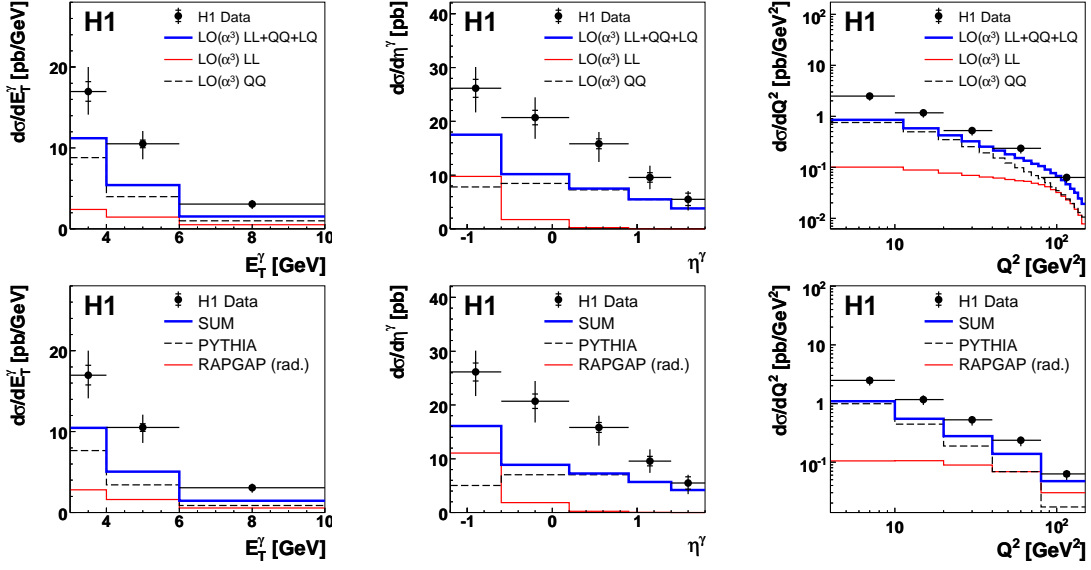 H1
H1 Data
LO(α³) LL+QQ+LQ
LO(α³) LL
LO(α³) QQ
dσ/dE_T^γ [pb/GeV]
20
10
0
4 6 8 10
E_T^γ [GeV]
H1
H1 Data
LO(α³) LL+QQ+LQ
LO(α³) LL
LO(α³) QQ
dσ/dη^γ [pb]
40
30
20
10
0
-1 0 1
η^γ
H1
H1 Data
LO(α³) LL+QQ+LQ
LO(α³) LL
LO(α³) QQ
dσ/dQ² [pb/GeV²]
10²
10
1
10⁻¹
10⁻²
10 10²
Q² [GeV²]
H1
H1 Data
SUM
PYTHIA
RAPGAP (rad.)
dσ/dE_T^γ [pb/GeV]
20
10
0
4 6 8 10
E_T^γ [GeV]
H1
H1 Data
SUM
PYTHIA
RAPGAP (rad.)
dσ/dη^γ [pb]
40
30
20
10
0
-1 0 1
η^γ
H1
H1 Data
SUM
PYTHIA
RAPGAP (rad.)
dσ/dQ² [pb/GeV²]
10²
10
1
10⁻¹
10 10²
Q² [GeV²]